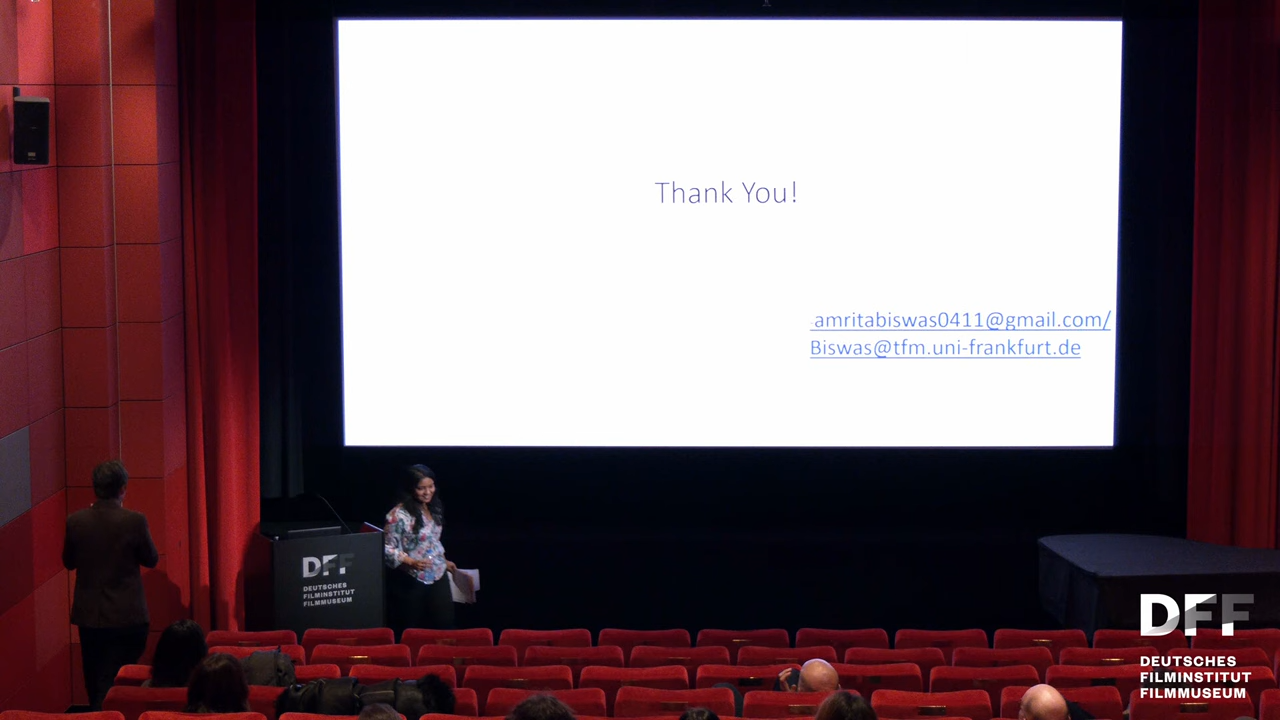 Thank You!
amritabiswas0411@gmail.com/
Biswas@tfm.uni-frankfurt.de
DFF
DEUTSCHES
FILMINSTITUT
FILMMUSEUM
DFF
DEUTSCHES
FILMINSTITUT
FILMMUSEUM